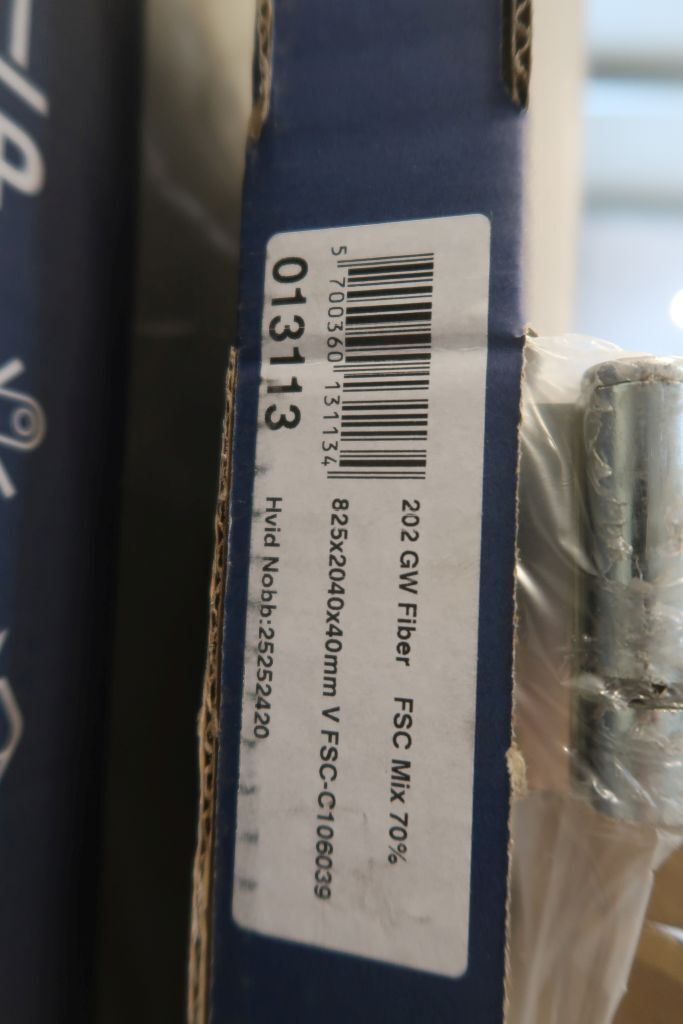 202 GW Fiber FSC Mix 70%
825x2040x40mm V FSC-C106039
5 700360 131134
013113
Hvid Nobb:25252420